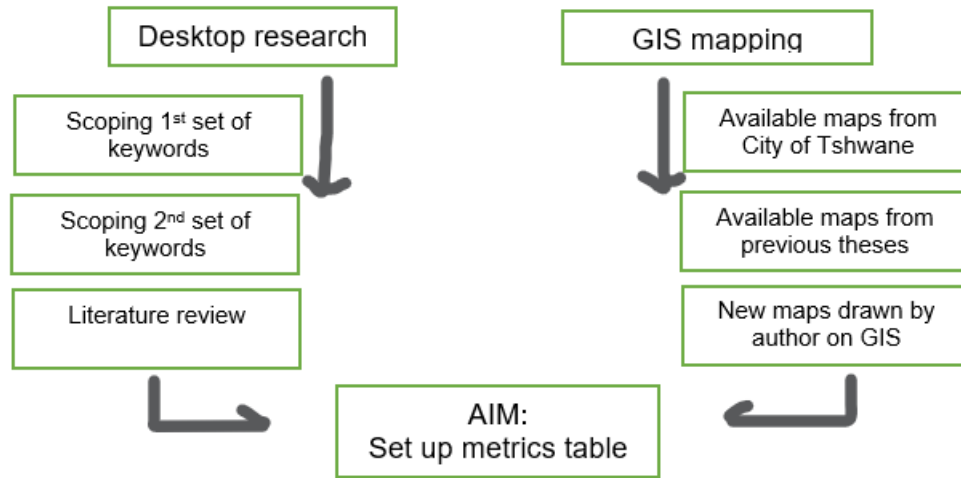 Desktop research
GIS mapping
Scoping 1st set of
keywords
Available maps from
City of Tshwane
Scoping 2nd set of
keywords
Available maps from
previous theses
Literature review
New maps drawn by
author on GIS
AIM:
Set up metrics table